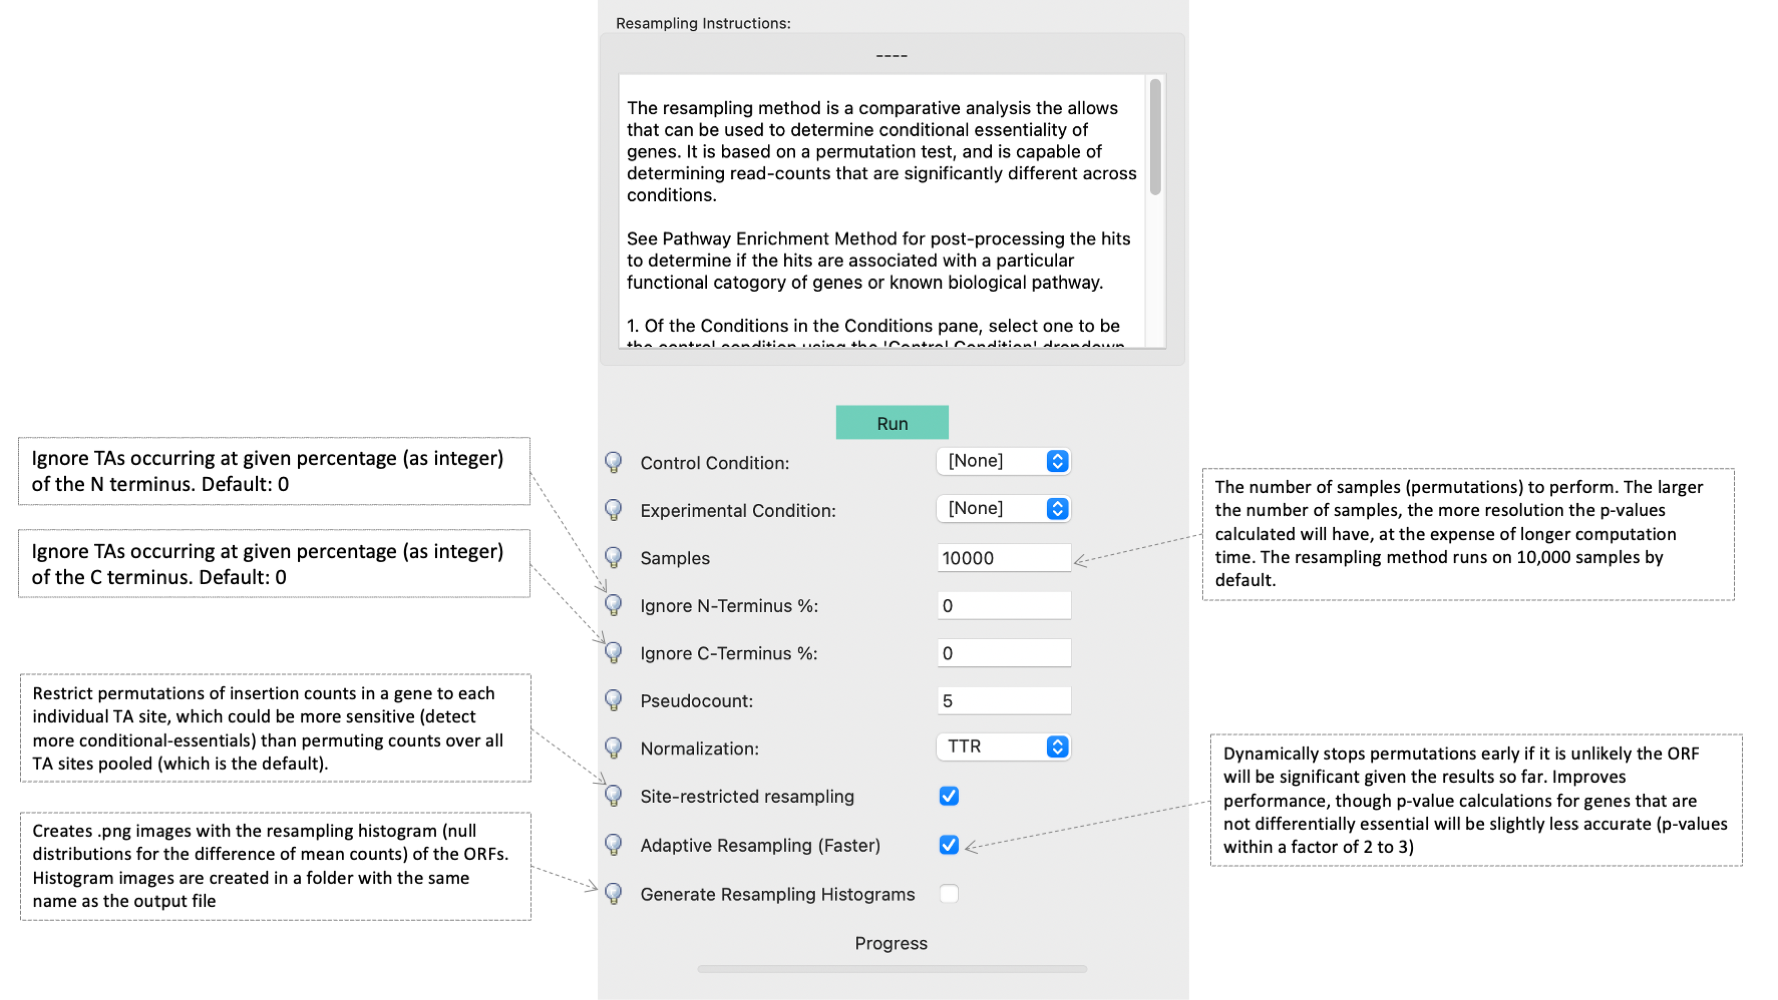 Resampling Instructions:
----
The resampling method is a comparative analysis the allows
that can be used to determine conditional essentiality of
genes. It is based on a permutation test, and is capable of
determining read-counts that are significantly different across
conditions.
See Pathway Enrichment Method for post-processing the hits
to determine if the hits are associated with a particular
functional catogory of genes or known biological pathway.
1. Of the Conditions in the Conditions pane, select one to be
the control condition using the 'Control Condition' dropdown
Run
Control Condition: [None]
Experimental Condition: [None]
Samples 10000
Ignore N-Terminus %: 0
Ignore C-Terminus %: 0
Pseudocount: 5
Normalization: TTR
Site-restricted resampling
Adaptive Resampling (Faster)
Generate Resampling Histograms
Progress
Ignore TAs occurring at given percentage (as integer)
of the N terminus. Default: 0
Ignore TAs occurring at given percentage (as integer)
of the C terminus. Default: 0
Restrict permutations of insertion counts in a gene to each
individual TA site, which could be more sensitive (detect
more conditional-essentials) than permuting counts over all
TA sites pooled (which is the default).
Creates .png images with the resampling histogram (null
distributions for the difference of mean counts) of the ORFs.
Histogram images are created in a folder with the same
name as the output file
The number of samples (permutations) to perform. The larger
the number of samples, the more resolution the p-values
calculated will have, at the expense of longer computation
time. The resampling method runs on 10,000 samples by
default.
Dynamically stops permutations early if it is unlikely the ORF
will be significant given the results so far. Improves
performance, though p-value calculations for genes that are
not differentially essential will be slightly less accurate (p-values
within a factor of 2 to 3)